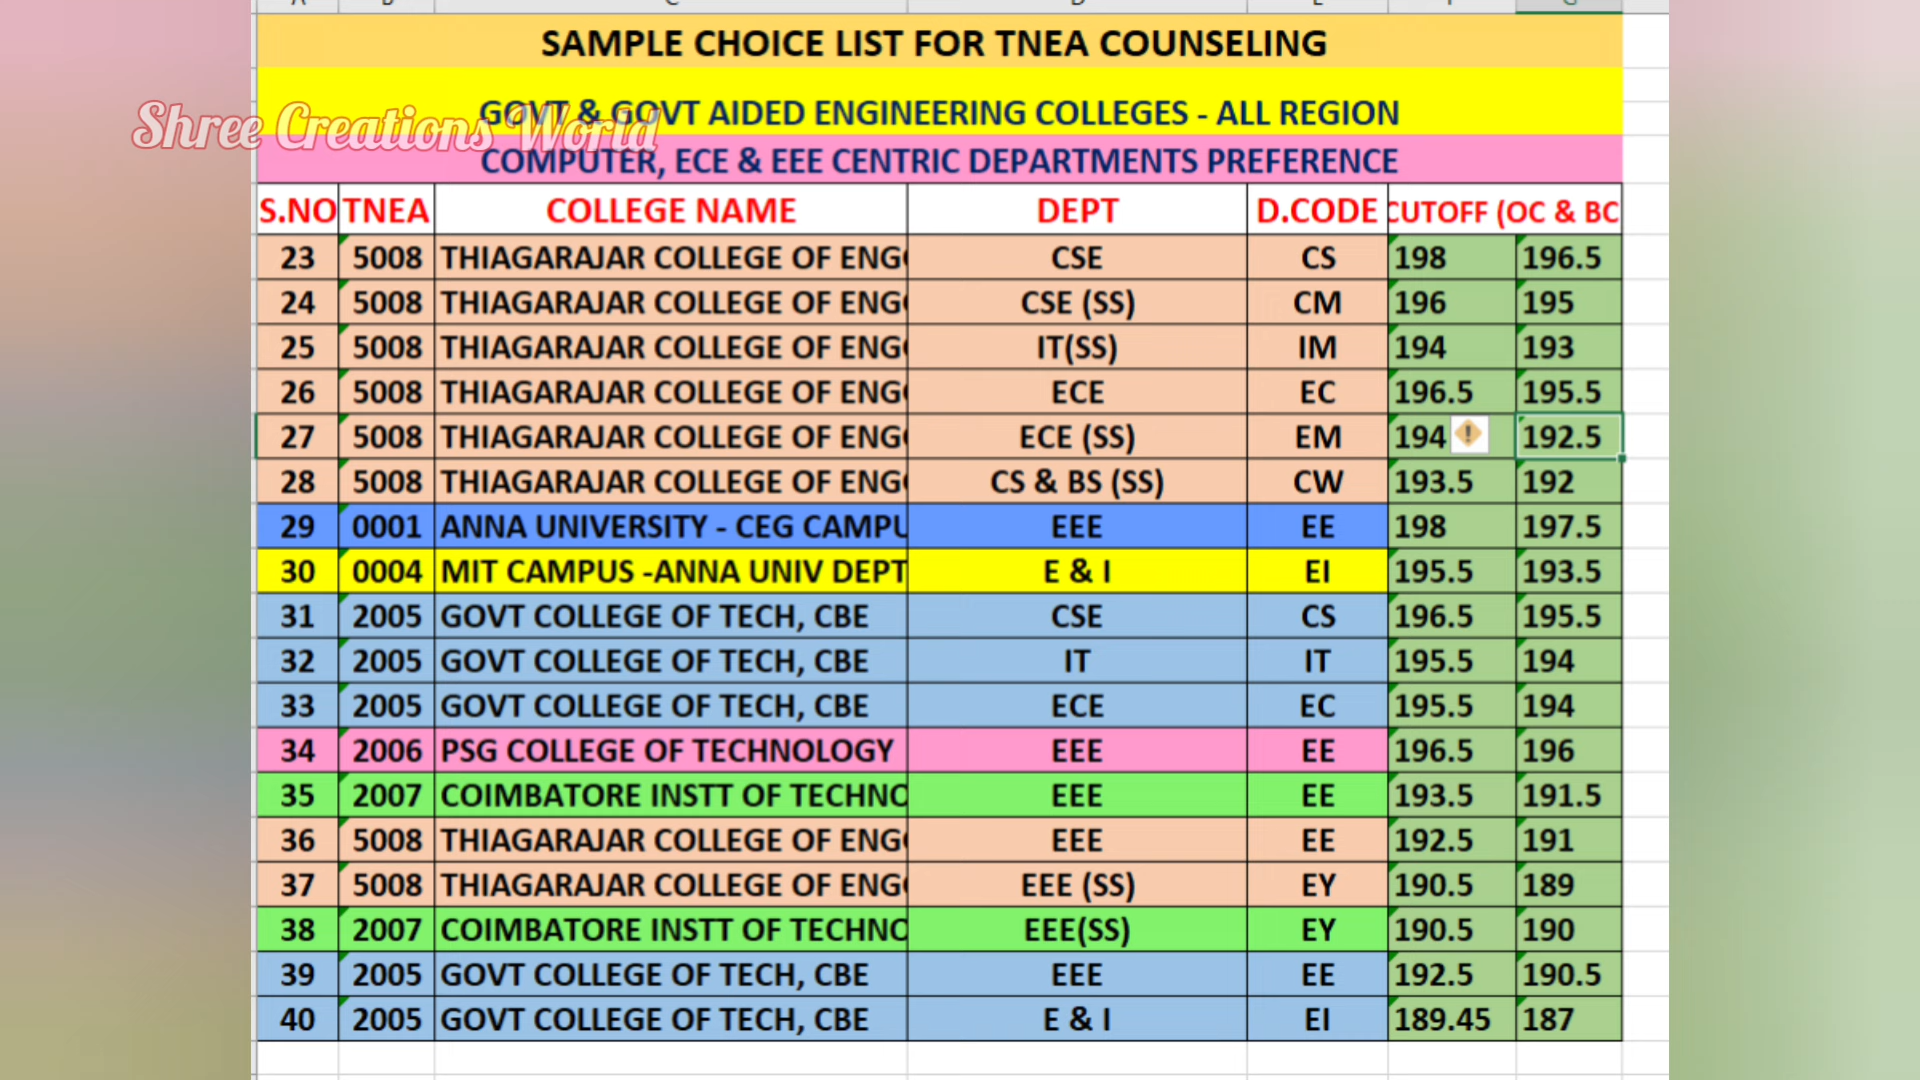 SAMPLE CHOICE LIST FOR TNEA COUNSELING
GOVT & GOVT AIDED ENGINEERING COLLEGES - ALL REGION
Shree Creations World
COMPUTER, ECE & EEE CENTRIC DEPARTMENTS PREFERENCE
S.NO TNEA COLLEGE NAME DEPT D.CODE CUTOFF (OC & BC
23 5008 THIAGARAJAR COLLEGE OF ENG CSE CS 198 196.5
24 5008 THIAGARAJAR COLLEGE OF ENG CSE (SS) CM 196 195
25 5008 THIAGARAJAR COLLEGE OF ENG IT(SS) IM 194 193
26 5008 THIAGARAJAR COLLEGE OF ENG ECE EC 196.5 195.5
27 5008 THIAGARAJAR COLLEGE OF ENG ECE (SS) EM 194 192.5
28 5008 THIAGARAJAR COLLEGE OF ENG CS & BS (SS) CW 193.5 192
29 0001 ANNA UNIVERSITY - CEG CAMPU EEE EE 198 197.5
30 0004 MIT CAMPUS -ANNA UNIV DEPT E & I EI 195.5 193.5
31 2005 GOVT COLLEGE OF TECH, CBE CSE CS 196.5 195.5
32 2005 GOVT COLLEGE OF TECH, CBE IT IT 195.5 194
33 2005 GOVT COLLEGE OF TECH, CBE ECE EC 195.5 194
34 2006 PSG COLLEGE OF TECHNOLOGY EEE EE 196.5 196
35 2007 COIMBATORE INSTT OF TECHNO EEE EE 193.5 191.5
36 5008 THIAGARAJAR COLLEGE OF ENG EEE EE 192.5 191
37 5008 THIAGARAJAR COLLEGE OF ENG EEE (SS) EY 190.5 189
38 2007 COIMBATORE INSTT OF TECHNO EEE(SS) EY 190.5 190
39 2005 GOVT COLLEGE OF TECH, CBE EEE EE 192.5 190.5
40 2005 GOVT COLLEGE OF TECH, CBE E & I EI 189.45 187